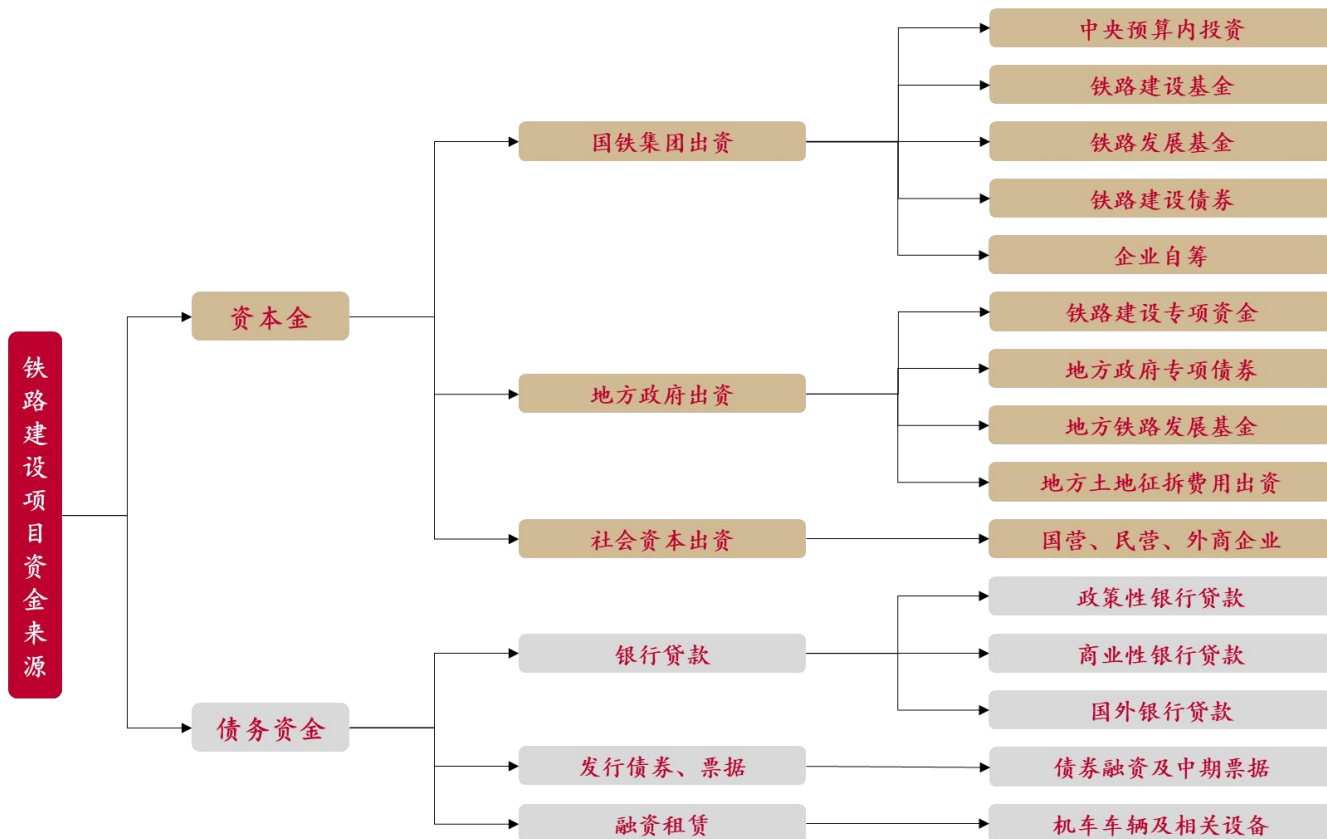 铁路建设项目资金来源
资本金
国铁集团出资
中央预算内投资
铁路建设基金
铁路发展基金
铁路建设债券
企业自筹
地方政府出资
铁路建设专项资金
地方政府专项债券
地方铁路发展基金
地方土地征拆费用出资
社会资本出资
国营、民营、外商企业
债务资金
银行贷款
政策性银行贷款
商业性银行贷款
国外银行贷款
发行债券、票据
债券融资及中期票据
融资租赁
机车车辆及相关设备